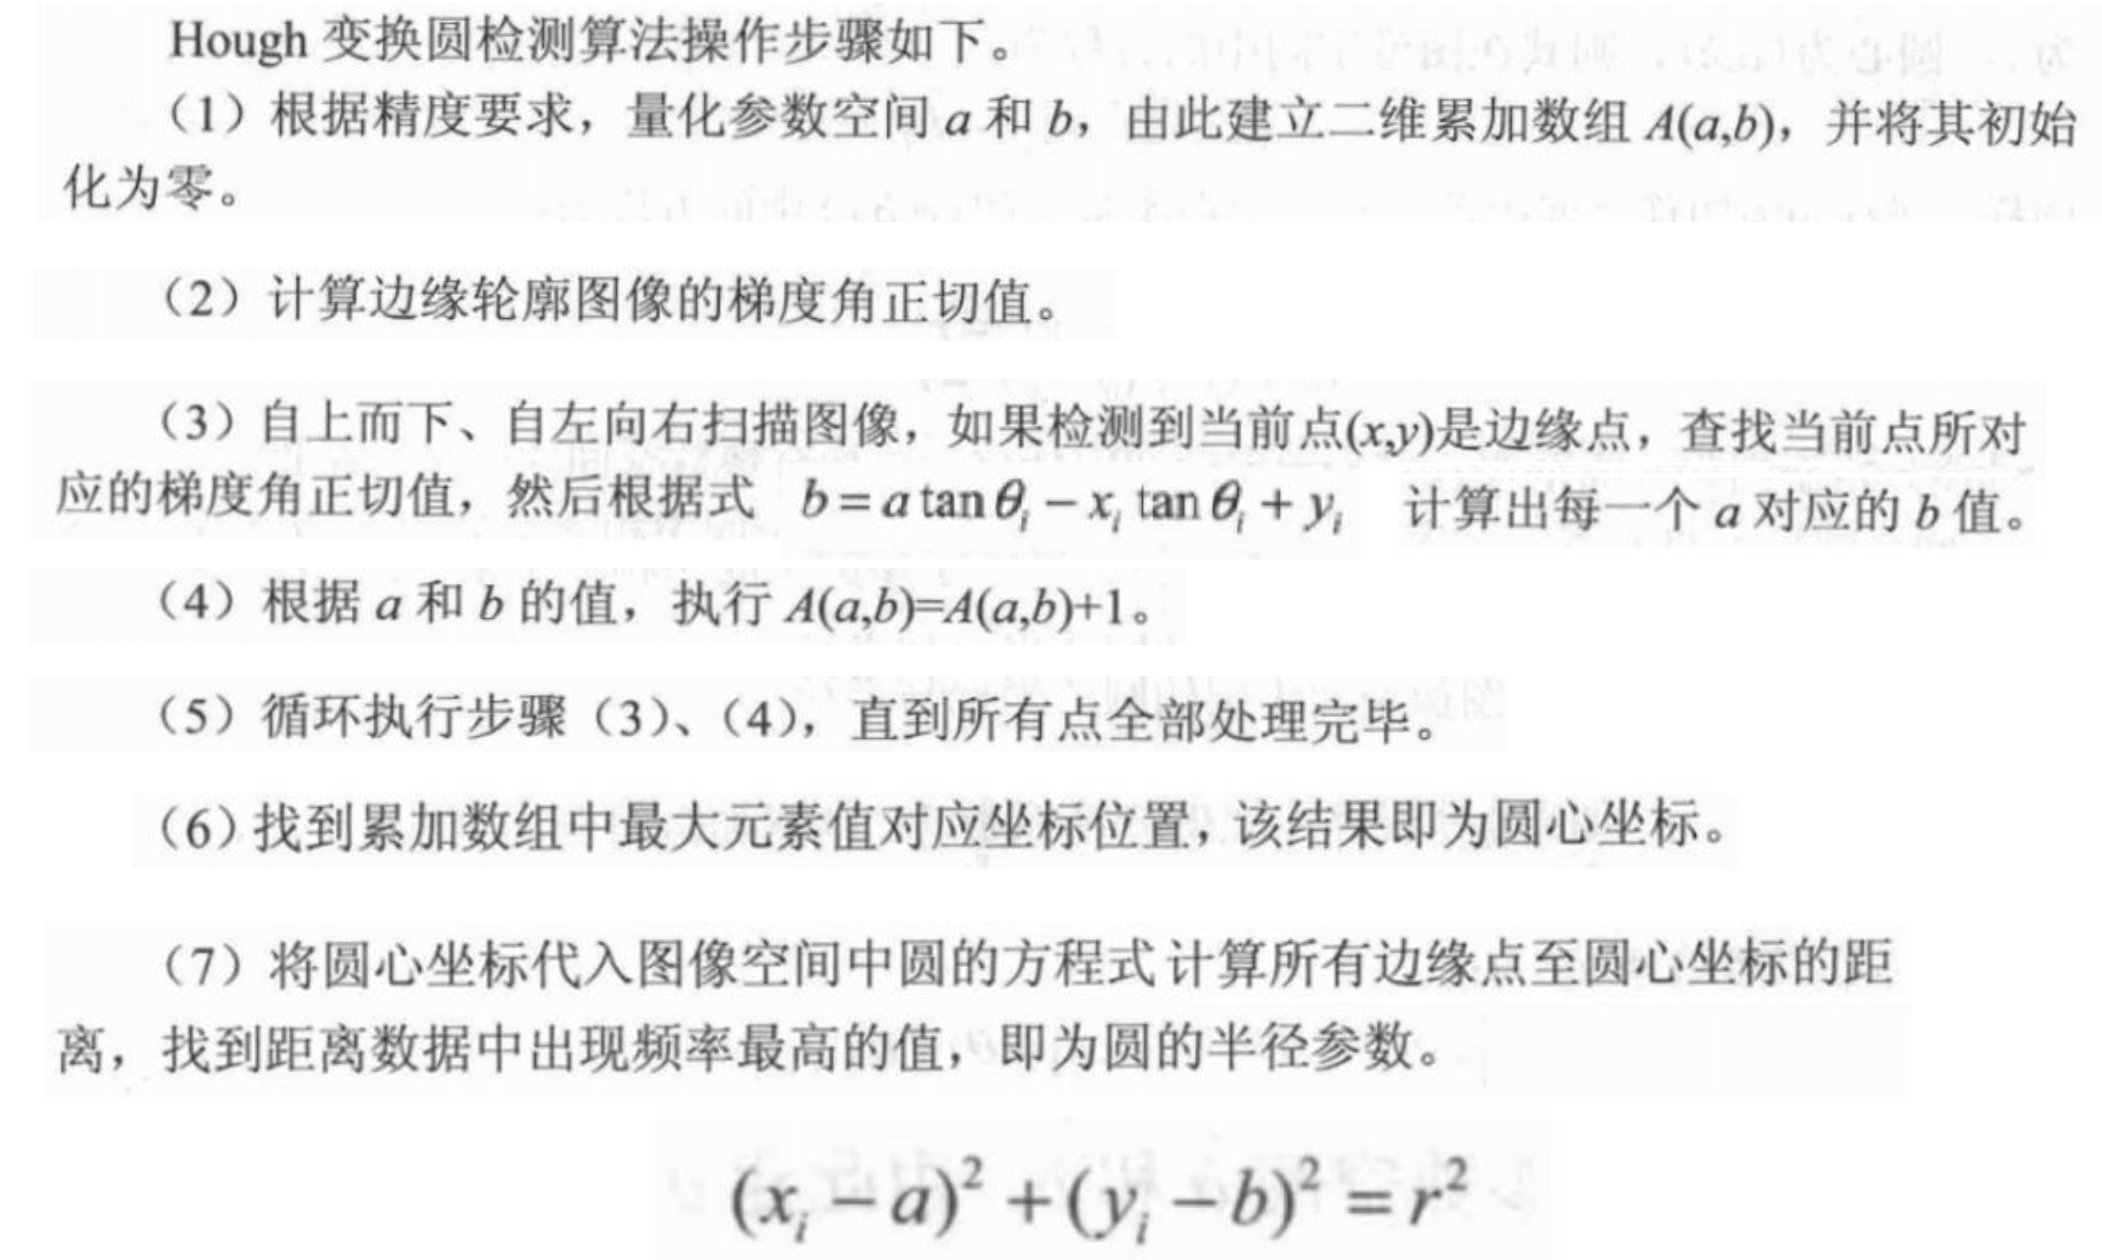 Hough 变换圆检测算法操作步骤如下。
（1）根据精度要求，量化参数空间 a 和 b，由此建立二维累加数组 A(a,b)，并将其初始
化为零。
（2）计算边缘轮廓图像的梯度角正切值。
（3）自上而下、自左向右扫描图像，如果检测到当前点(x,y)是边缘点，查找当前点所对
应的梯度角正切值，然后根据式 b = a tan θᵢ − xᵢ tan θᵢ + yᵢ 计算出每一个 a 对应的 b 值。
（4）根据 a 和 b 的值，执行 A(a,b)=A(a,b)+1。
（5）循环执行步骤（3）、（4），直到所有点全部处理完毕。
（6）找到累加数组中最大元素值对应坐标位置，该结果即为圆心坐标。
（7）将圆心坐标代入图像空间中圆的方程式 计算所有边缘点至圆心坐标的距
离，找到距离数据中出现频率最高的值，即为圆的半径参数。
(xᵢ − a)² + (yᵢ − b)² = r²